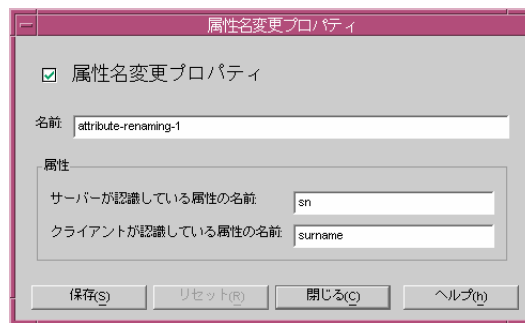 属性名変更プロパティ
属性名変更プロパティ
名前: attribute-renaming-1
属性
サーバーが認識している属性の名前: sn
クライアントが認識している属性の名前: surname
保存(S) リセット(R) 閉じる(C) ヘルプ(h)